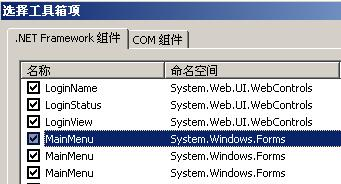 选择工具箱项
.NET Framework 组件 COM 组件
名称 命名空间
LoginName System.Web.UI.WebControls
LoginStatus System.Web.UI.WebControls
LoginView System.Web.UI.WebControls
MainMenu System.Windows.Forms
MainMenu System.Windows.Forms
MainMenu System.Windows.Forms